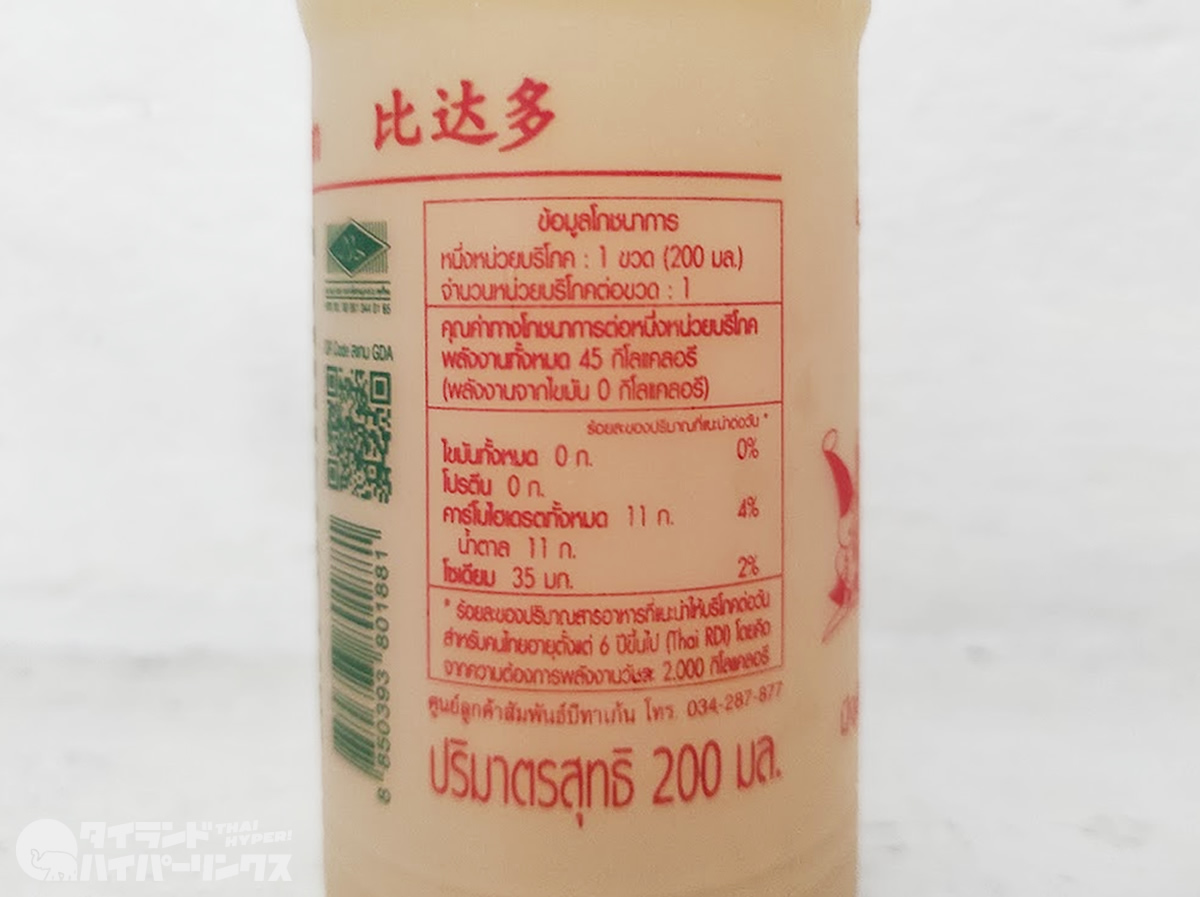 比达多
ข้อมูลโภชนาการ
หนึ่งหน่วยบริโภค : 1 ขวด (200 มล.)
จำนวนหน่วยบริโภคต่อขวด : 1
คุณค่าทางโภชนาการต่อหนึ่งหน่วยบริโภค
พลังงานทั้งหมด 45 กิโลแคลอรี
(พลังงานจากไขมัน 0 กิโลแคลอรี)
ร้อยละของปริมาณที่แนะนำต่อวัน *
ไขมันทั้งหมด 0 ก. 0%
โปรตีน 0 ก.
คาร์โบไฮเดรตทั้งหมด 11 ก. 4%
น้ำตาล 11 ก.
โซเดียม 35 มก. 2%
* ร้อยละของปริมาณสารอาหารที่แนะนำให้บริโภคต่อวัน
สำหรับคนไทยอายุตั้งแต่ 6 ปีขึ้นไป (Thai RDI) โดยคิด
จากความต้องการพลังงานวันละ 2,000 กิโลแคลอรี
ศูนย์ลูกค้าสัมพันธ์บีทาเก้น โทร. 034-287-877
ปริมาตรสุทธิ 200 มล.
QR Code สแกน GDA
8 850393 801881
タイランド THAI HYPER!
ハイパーリンクス